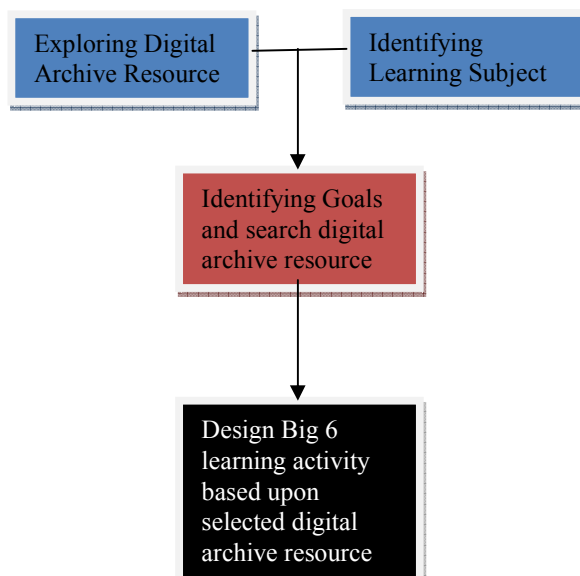 Exploring Digital
Archive Resource
Identifying
Learning Subject
Identifying Goals
and search digital
archive resource
Design Big 6
learning activity
based upon
selected digital
archive resource